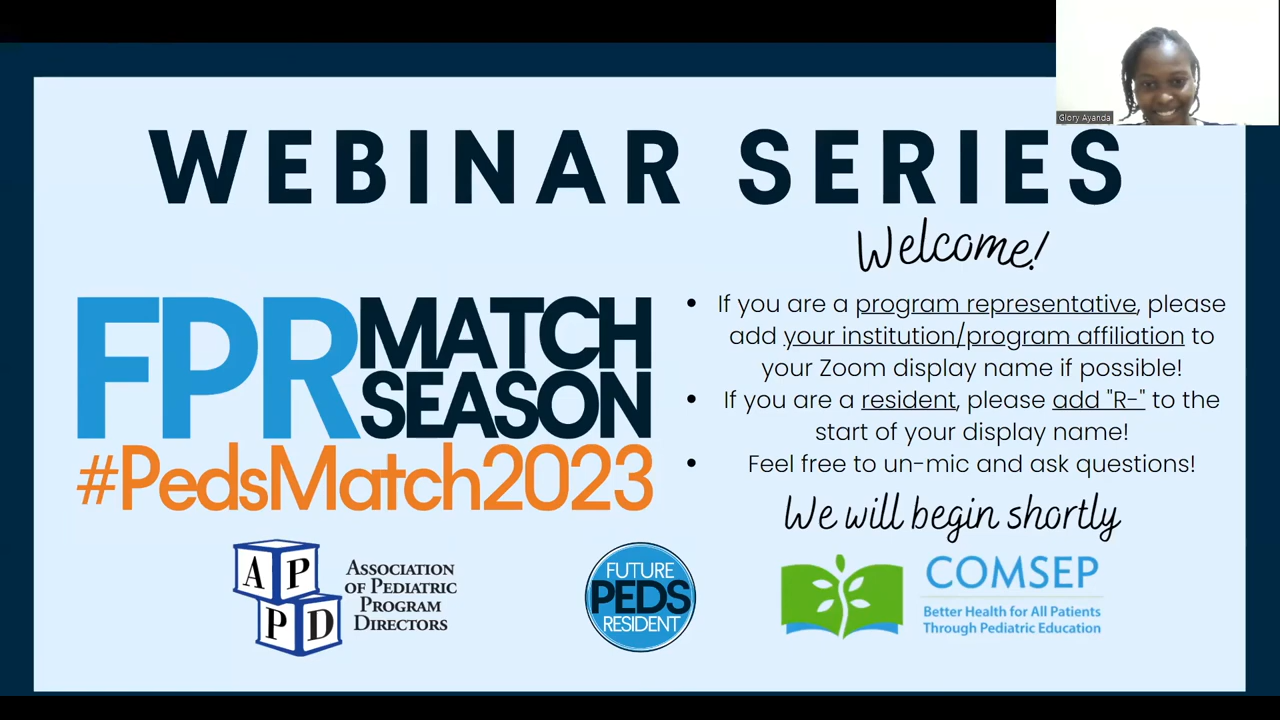 Glory Ayanda
WEBINAR SERIES
Welcome!
FPR MATCH
SEASON
#PedsMatch2023
• If you are a program representative, please
add your institution/program affiliation to
your Zoom display name if possible!
• If you are a resident, please add "R-" to the
start of your display name!
• Feel free to un-mic and ask questions!
We will begin shortly
A P
P D
ASSOCIATION
OF PEDIATRIC
PROGRAM
DIRECTORS
FUTURE
PEDS
RESIDENT
COMSEP
Better Health for All Patients
Through Pediatric Education